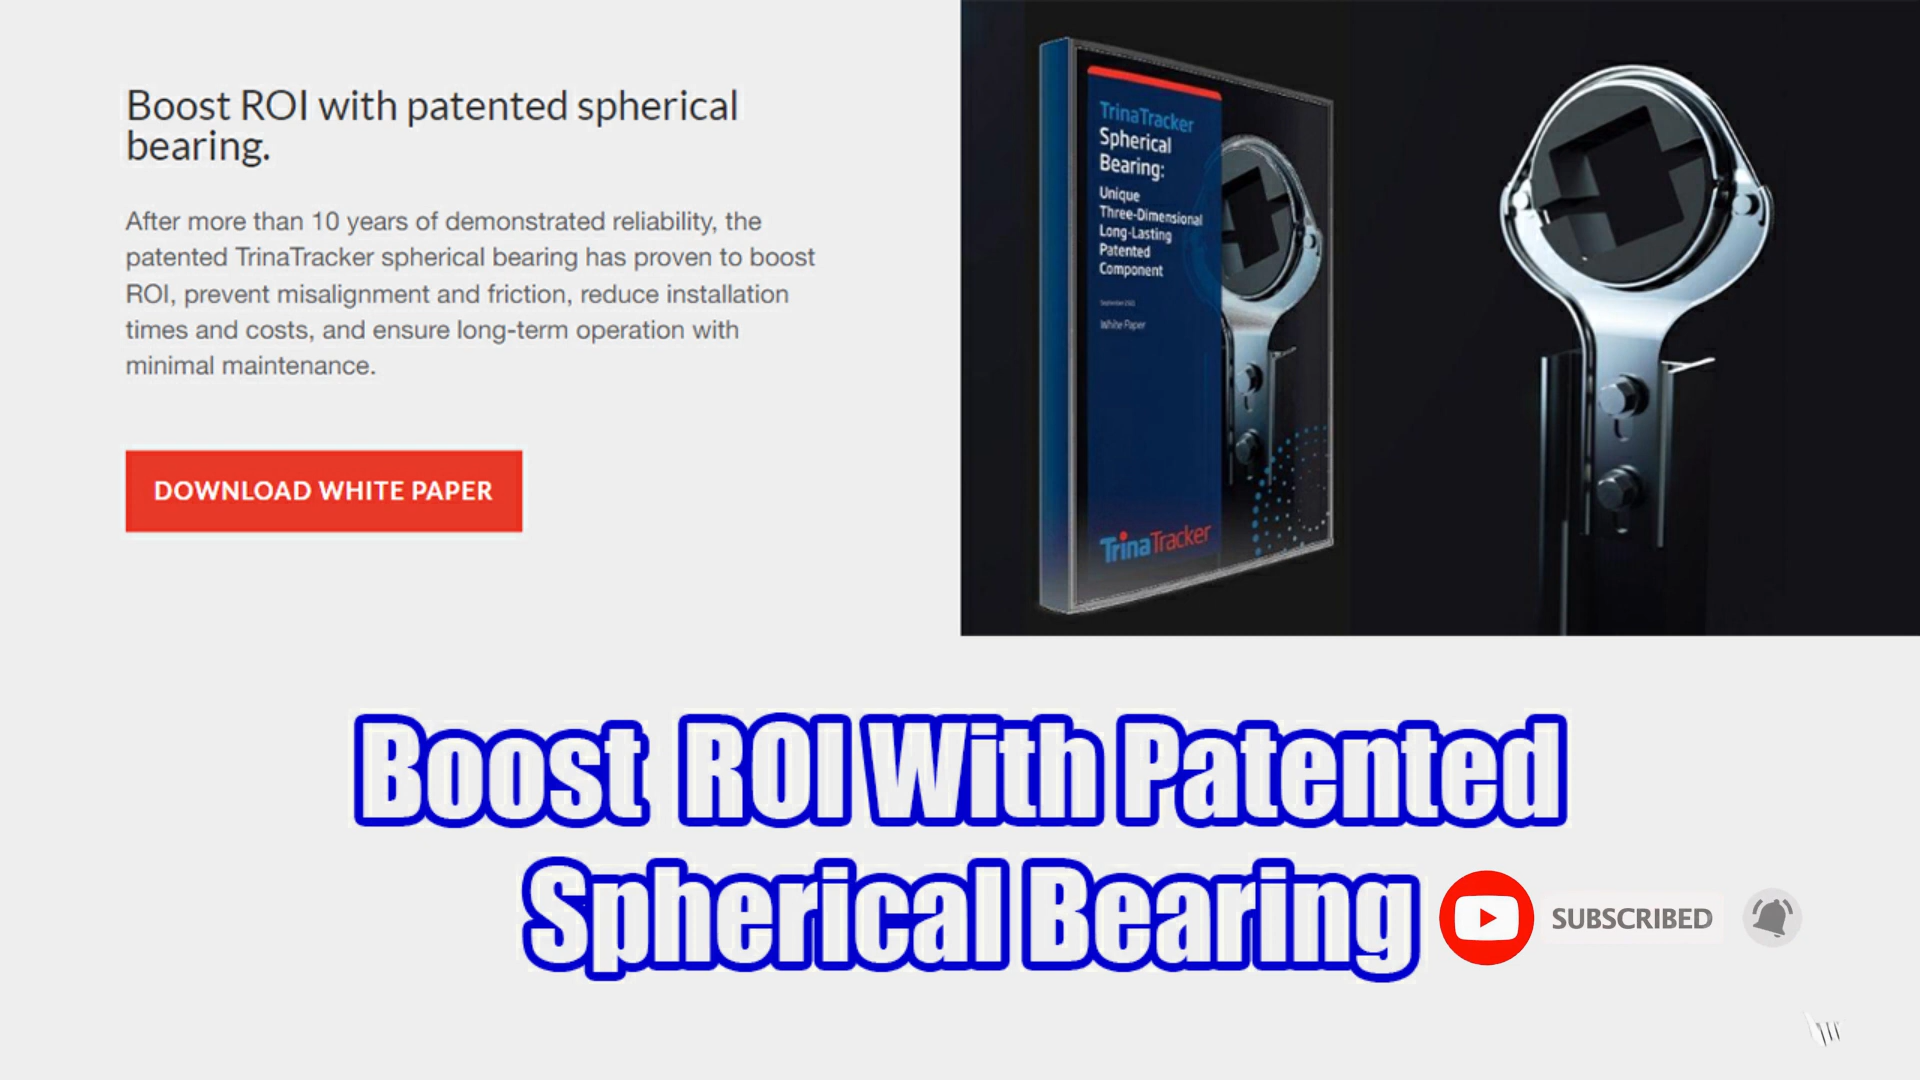 Boost ROI with patented spherical
bearing.
After more than 10 years of demonstrated reliability, the
patented TrinaTracker spherical bearing has proven to boost
ROI, prevent misalignment and friction, reduce installation
times and costs, and ensure long-term operation with
minimal maintenance.
DOWNLOAD WHITE PAPER
TrinaTracker
Spherical
Bearing:
Unique
Three-Dimensional
Long-Lasting
Patented
Component
White Paper
TrinaTracker
Boost ROI With Patented
Spherical Bearing
SUBSCRIBED